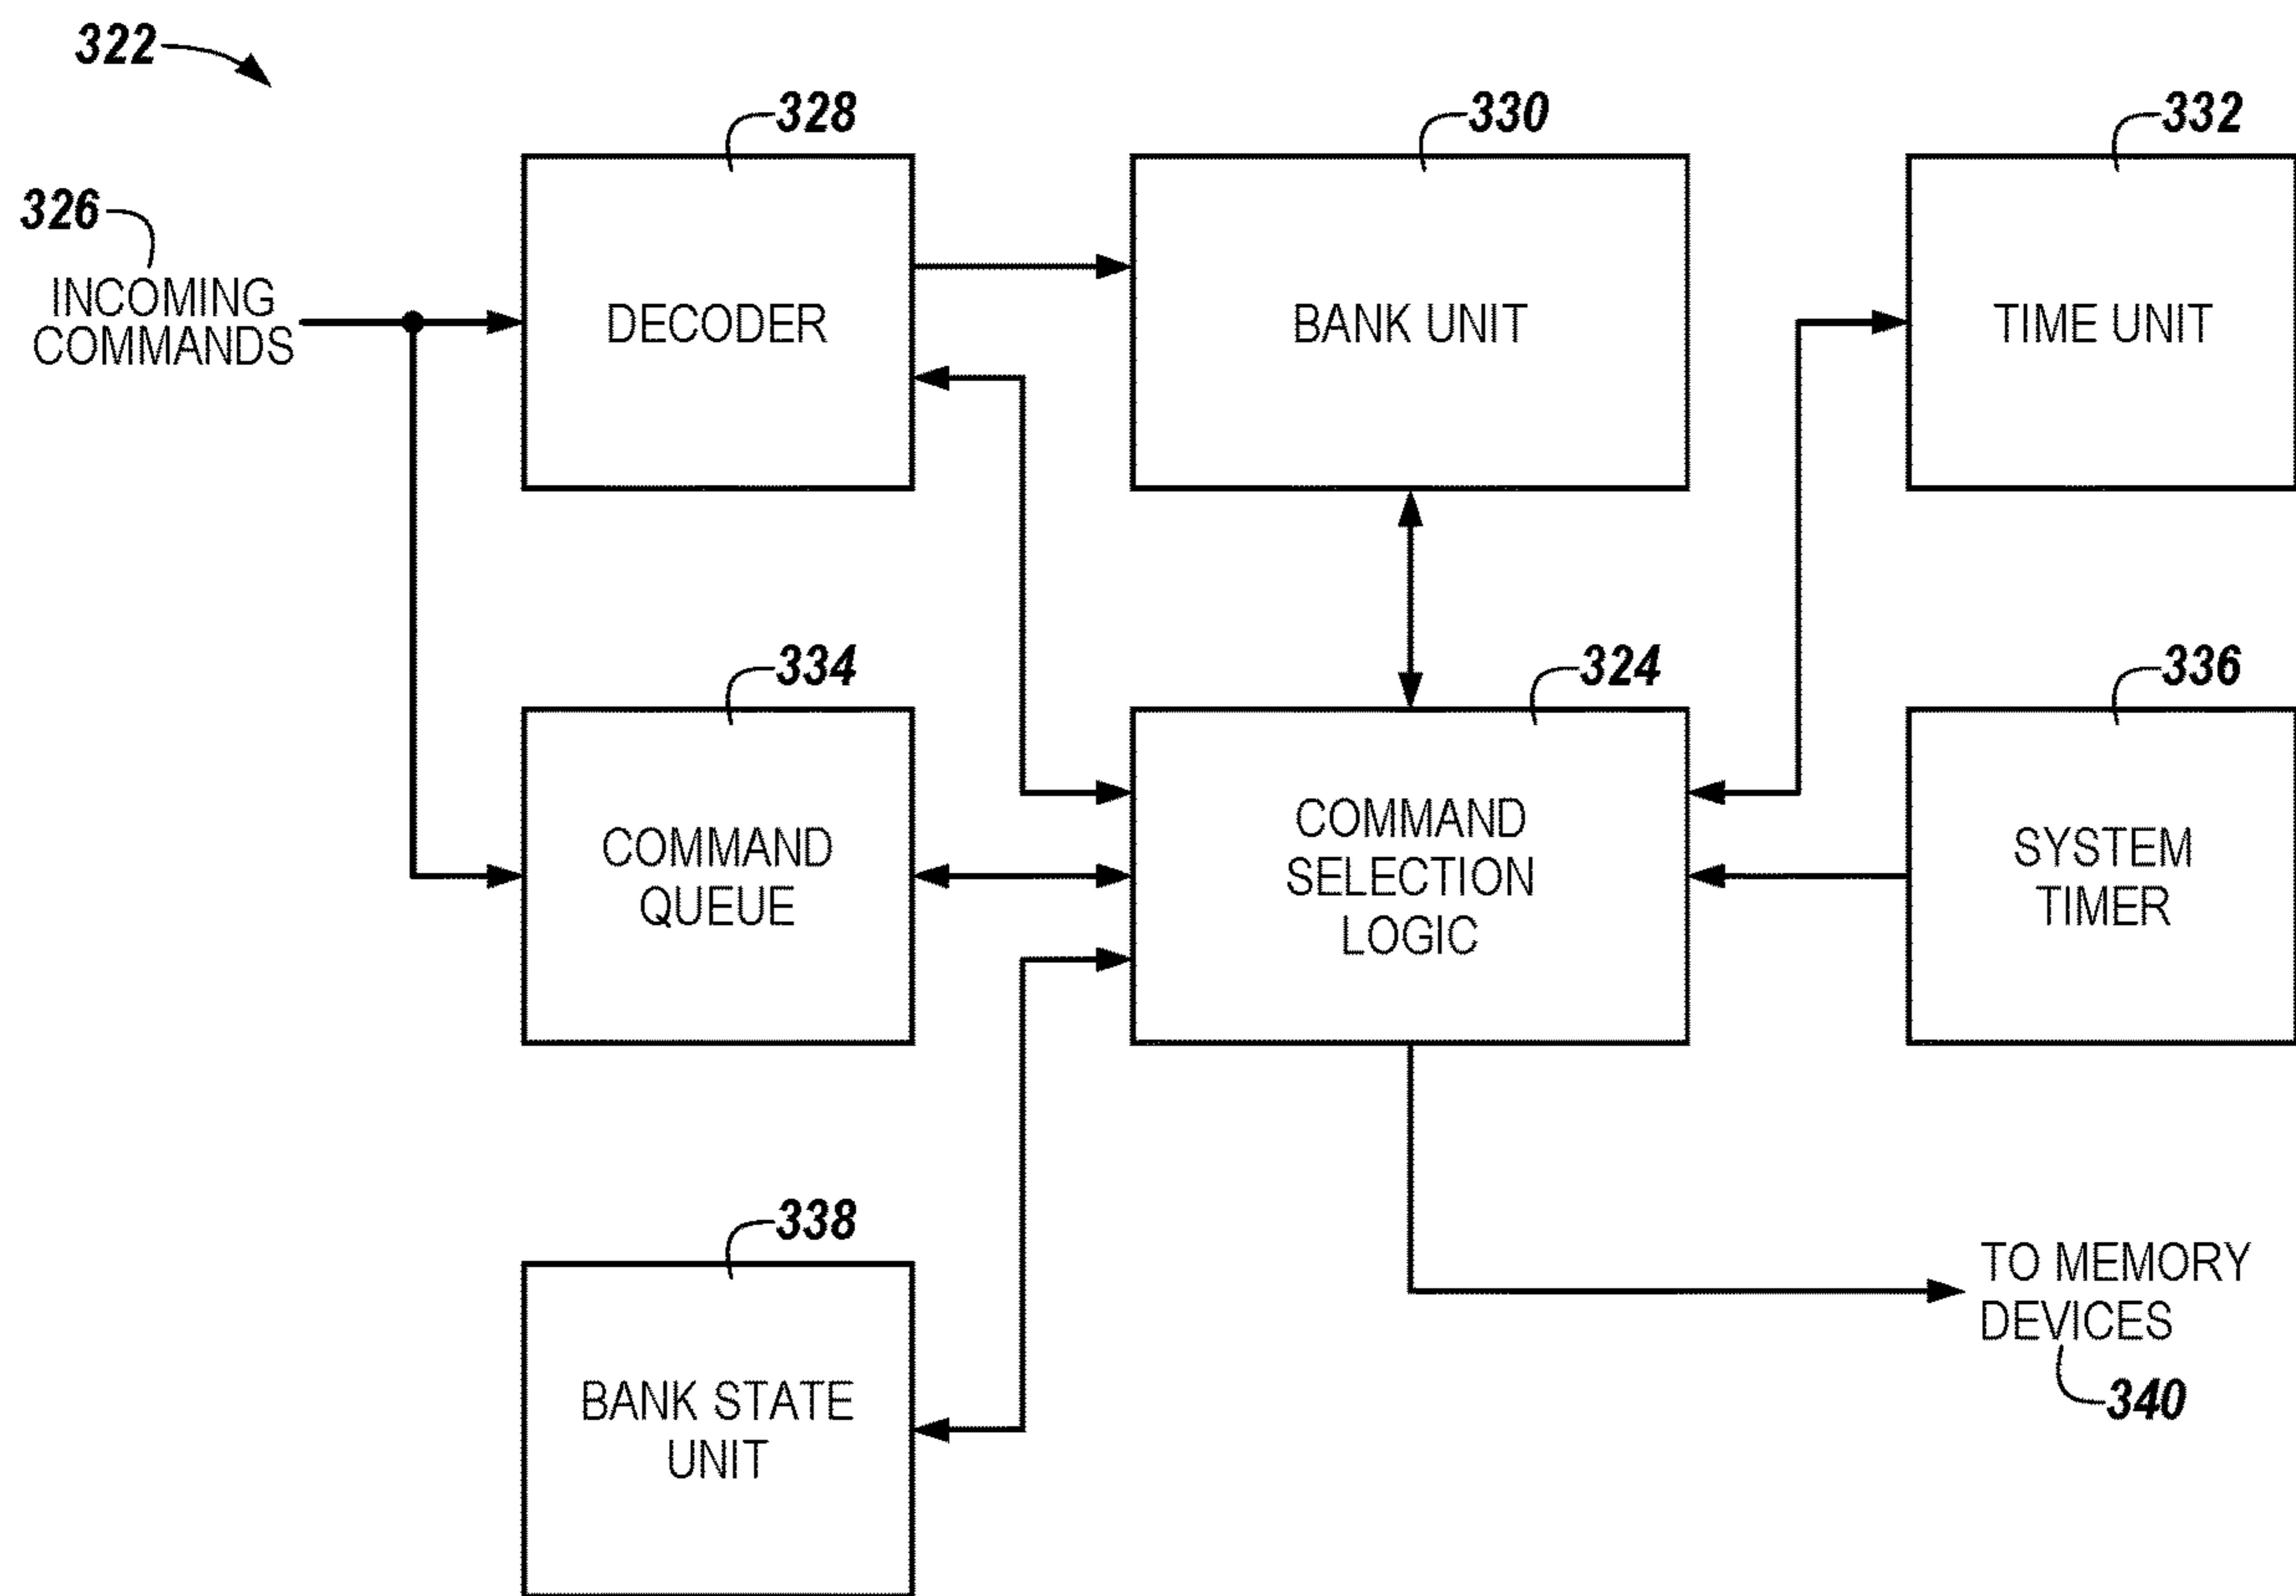 322
328
330
332
326
INCOMING
COMMANDS
DECODER
BANK UNIT
TIME UNIT
334
324
336
COMMAND
QUEUE
COMMAND
SELECTION
LOGIC
SYSTEM
TIMER
338
BANK STATE
UNIT
TO MEMORY
DEVICES
340